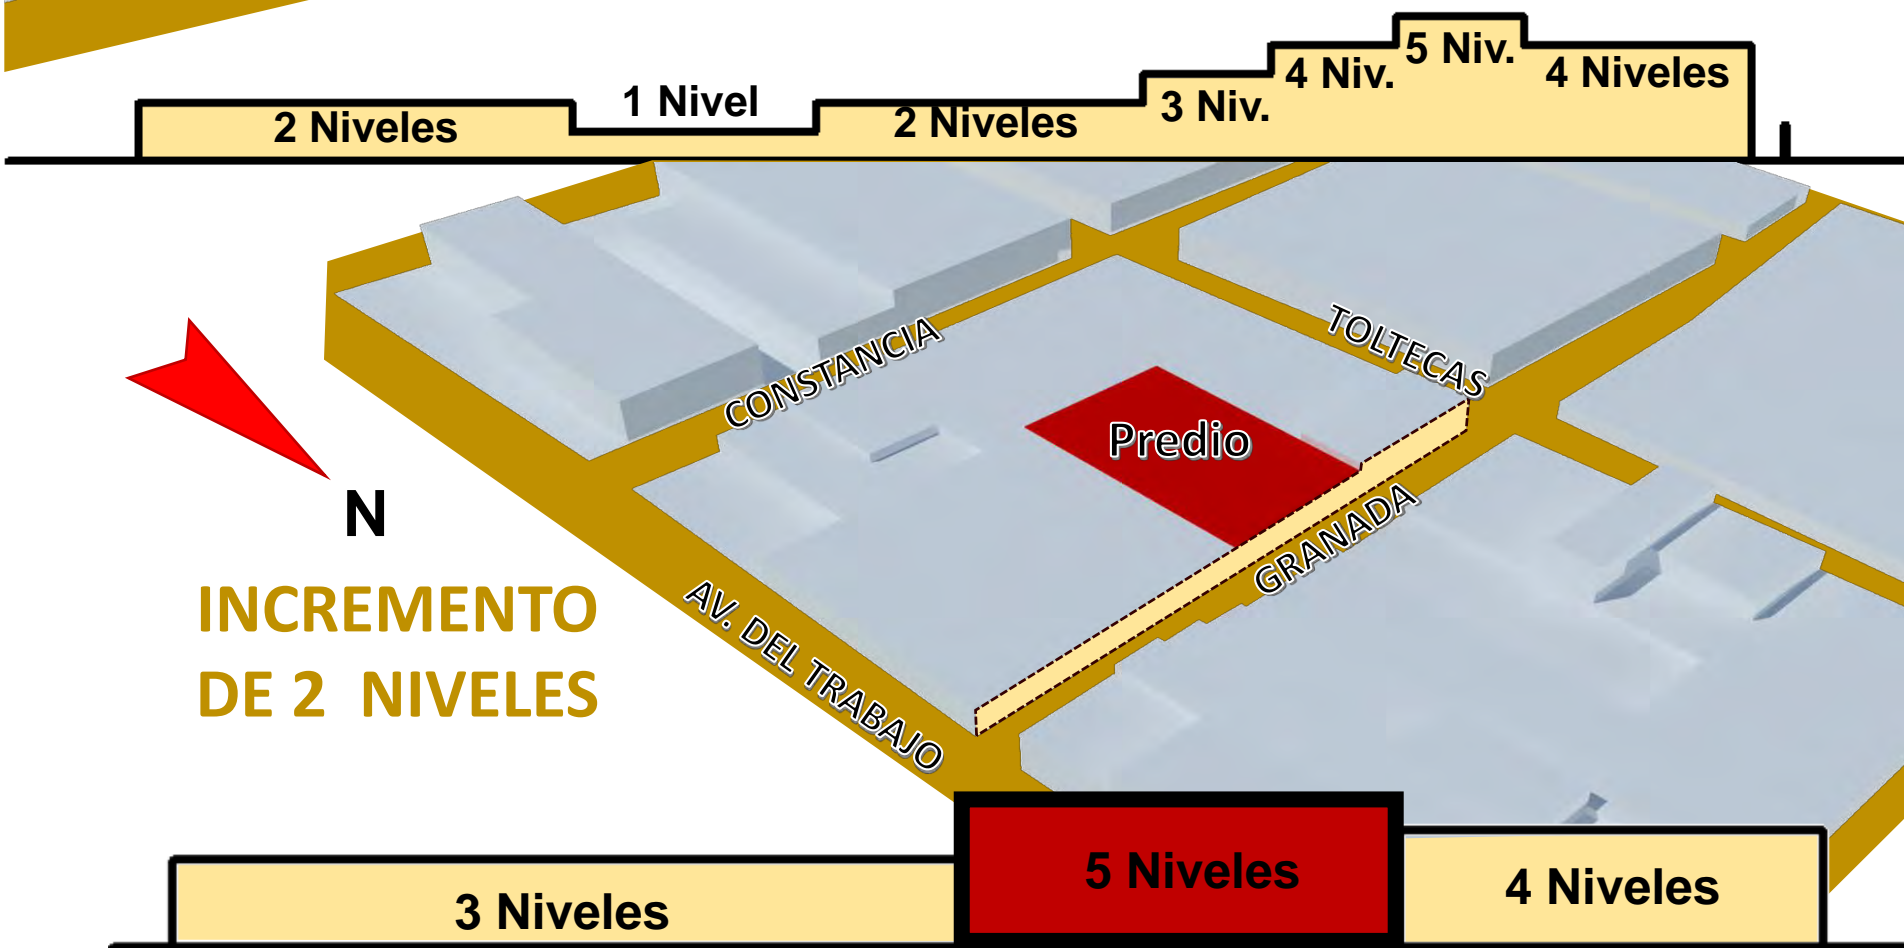 5 Niv.
4 Niv.
4 Niveles
1 Nivel
3 Niv.
2 Niveles
2 Niveles
CONSTANCIA
TOLTECAS
Predio
N
GRANADA
INCREMENTO
DE 2 NIVELES
AV. DEL TRABAJO
5 Niveles
4 Niveles
3 Niveles